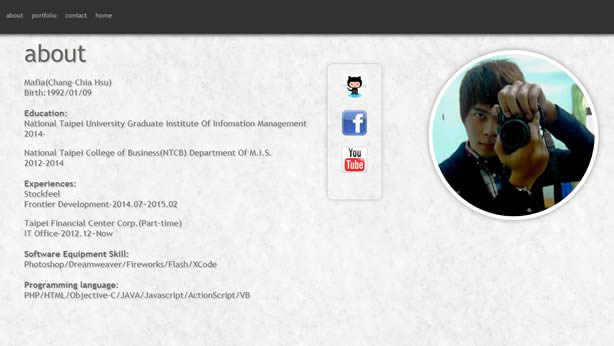 about portfolio contact home
about
Mafia(Chang-Chia Hsu)
Birth:1992/01/09
Education:
National Taipei University Graduate Institute Of Infomation Management
2014-
National Taipei College of Business(NTCB) Department Of M.I.S.
2012-2014
Experiences:
Stockfeel
Frontier Development-2014.07~2015.02
Taipei Financial Center Corp.(Part-time)
IT Office-2012.12~Now
Software Equipment Skill:
Photoshop/Dreamweaver/Fireworks/Flash/XCode
Programming language:
PHP/HTML/Objective-C/JAVA/Javascript/ActionScript/VB
f
You
Tube